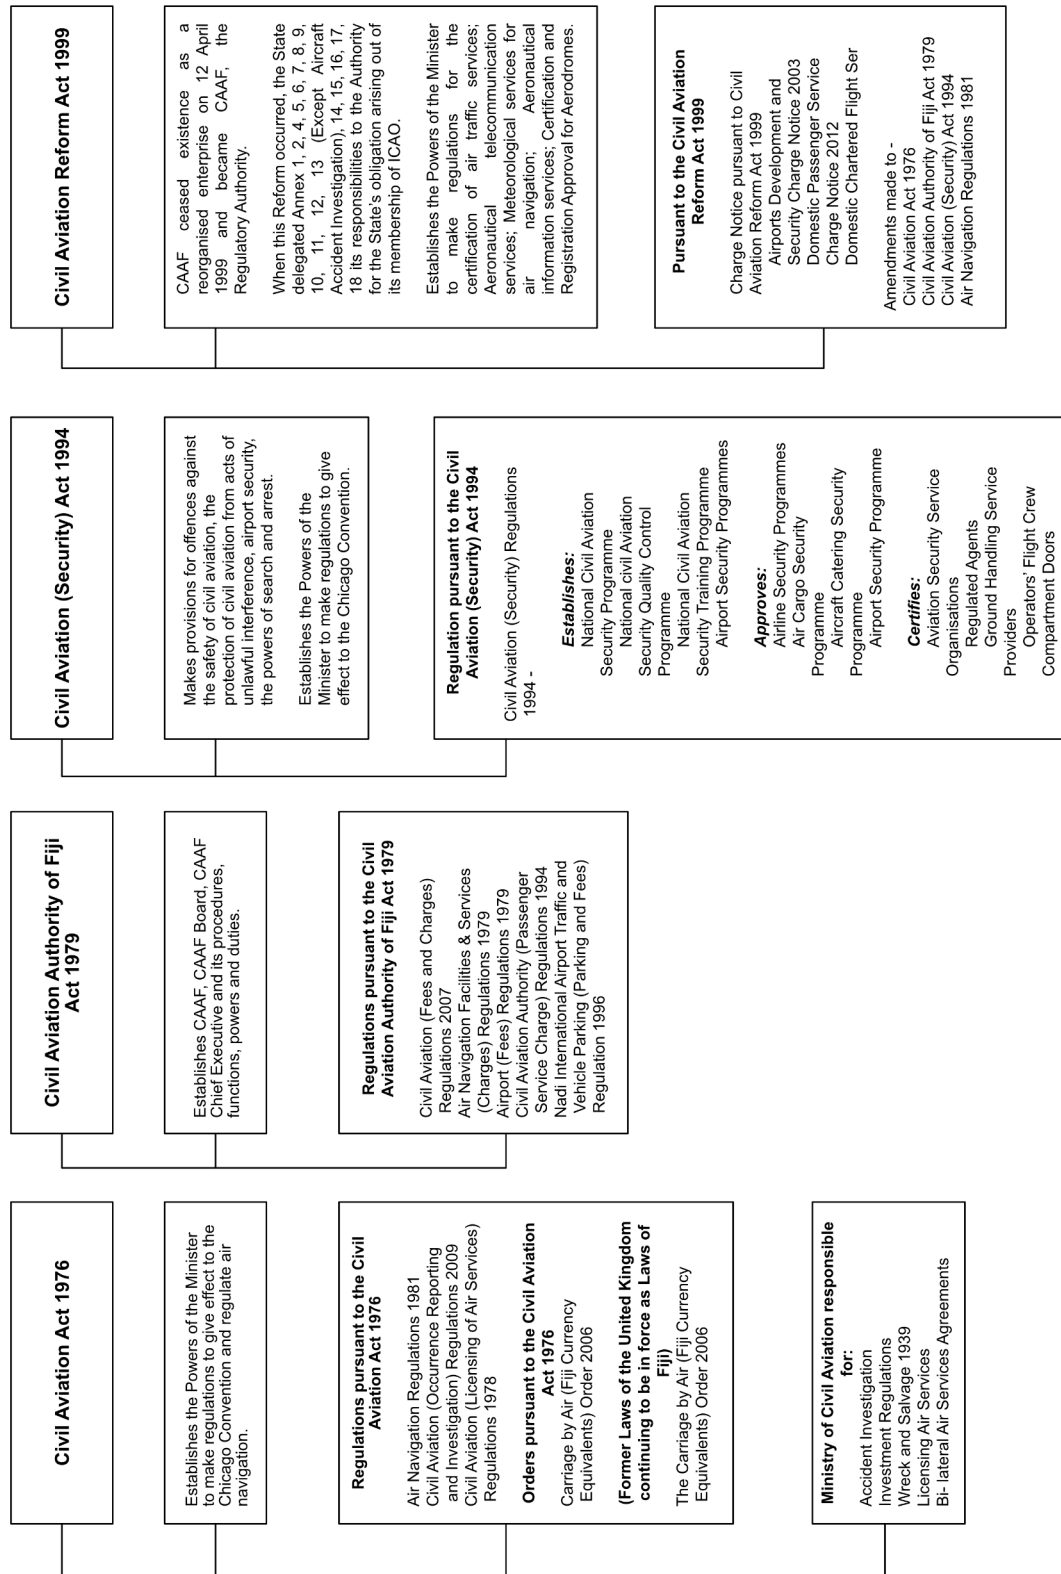 Civil Aviation Act 1976
Establishes the Powers of the Minister
to make regulations to give effect to the
Chicago Convention and regulate air
navigation.
Regulations pursuant to the Civil
Aviation Act 1976
Air Navigation Regulations 1981
Civil Aviation (Occurrence Reporting
and Investigation) Regulations 2009
Civil Aviation (Licensing of Air Services)
Regulations 1978
Orders pursuant to the Civil Aviation
Act 1976
Carriage by Air (Fiji Currency
Equivalents) Order 2006
(Former Laws of the United Kingdom
continuing to be in force as Laws of
Fiji)
The Carriage by Air (Fiji Currency
Equivalents) Order 2006
Ministry of Civil Aviation responsible
for:
Accident Investigation
Investment Regulations
Wreck and Salvage 1939
Licensing Air Services
Bi- lateral Air Services Agreements
Civil Aviation Authority of Fiji
Act 1979
Establishes CAAF, CAAF Board, CAAF
Chief Executive and its procedures,
functions, powers and duties.
Regulations pursuant to the Civil
Aviation Authority of Fiji Act 1979
Civil Aviation (Fees and Charges)
Regulations 2007
Air Navigation Facilities & Services
(Charges) Regulations 1979
Airport (Fees) Regulations 1979
Civil Aviation Authority (Passenger
Service Charge) Regulations 1994
Nadi International Airport Traffic and
Vehicle Parking (Parking and Fees)
Regulation 1996
Civil Aviation (Security) Act 1994
Makes provisions for offences against
the safety of civil aviation, the
protection of civil aviation from acts of
unlawful interference, airport security,
the powers of search and arrest.
Establishes the Powers of the
Minister to make regulations to give
effect to the Chicago Convention.
Regulation pursuant to the Civil
Aviation (Security) Act 1994
Civil Aviation (Security) Regulations
1994 -
Establishes:
National Civil Aviation
Security Programme
National civil Aviation
Security Quality Control
Programme
National Civil Aviation
Security Training Programme
Airport Security Programmes
Approves:
Airline Security Programmes
Air Cargo Security
Programme
Aircraft Catering Security
Programme
Airport Security Programme
Certifies:
Aviation Security Service
Organisations
Regulated Agents
Ground Handling Service
Providers
Operators' Flight Crew
Compartment Doors
Civil Aviation Reform Act 1999
CAAF ceased existence as a
reorganised enterprise on 12 April
1999 and became CAAF, the
Regulatory Authority.
When this Reform occurred, the State
delegated Annex 1, 2, 4, 5, 6, 7, 8, 9,
10, 11, 12, 13 (Except Aircraft
Accident Investigation), 14, 15, 16, 17,
18 its responsibilities to the Authority
for the State's obligation arising out of
its membership of ICAO.
Establishes the Powers of the Minister
to make regulations for the
certification of air traffic services;
Aeronautical telecommunication
services; Meteorological services for
air navigation; Aeronautical
information services; Certification and
Registration Approval for Aerodromes.
Pursuant to the Civil Aviation
Reform Act 1999
Charge Notice pursuant to Civil
Aviation Reform Act 1999
Airports Development and
Security Charge Notice 2003
Domestic Passenger Service
Charge Notice 2012
Domestic Chartered Flight Ser
Amendments made to -
Civil Aviation Act 1976
Civil Aviation Authority of Fiji Act 1979
Civil Aviation (Security) Act 1994
Air Navigation Regulations 1981